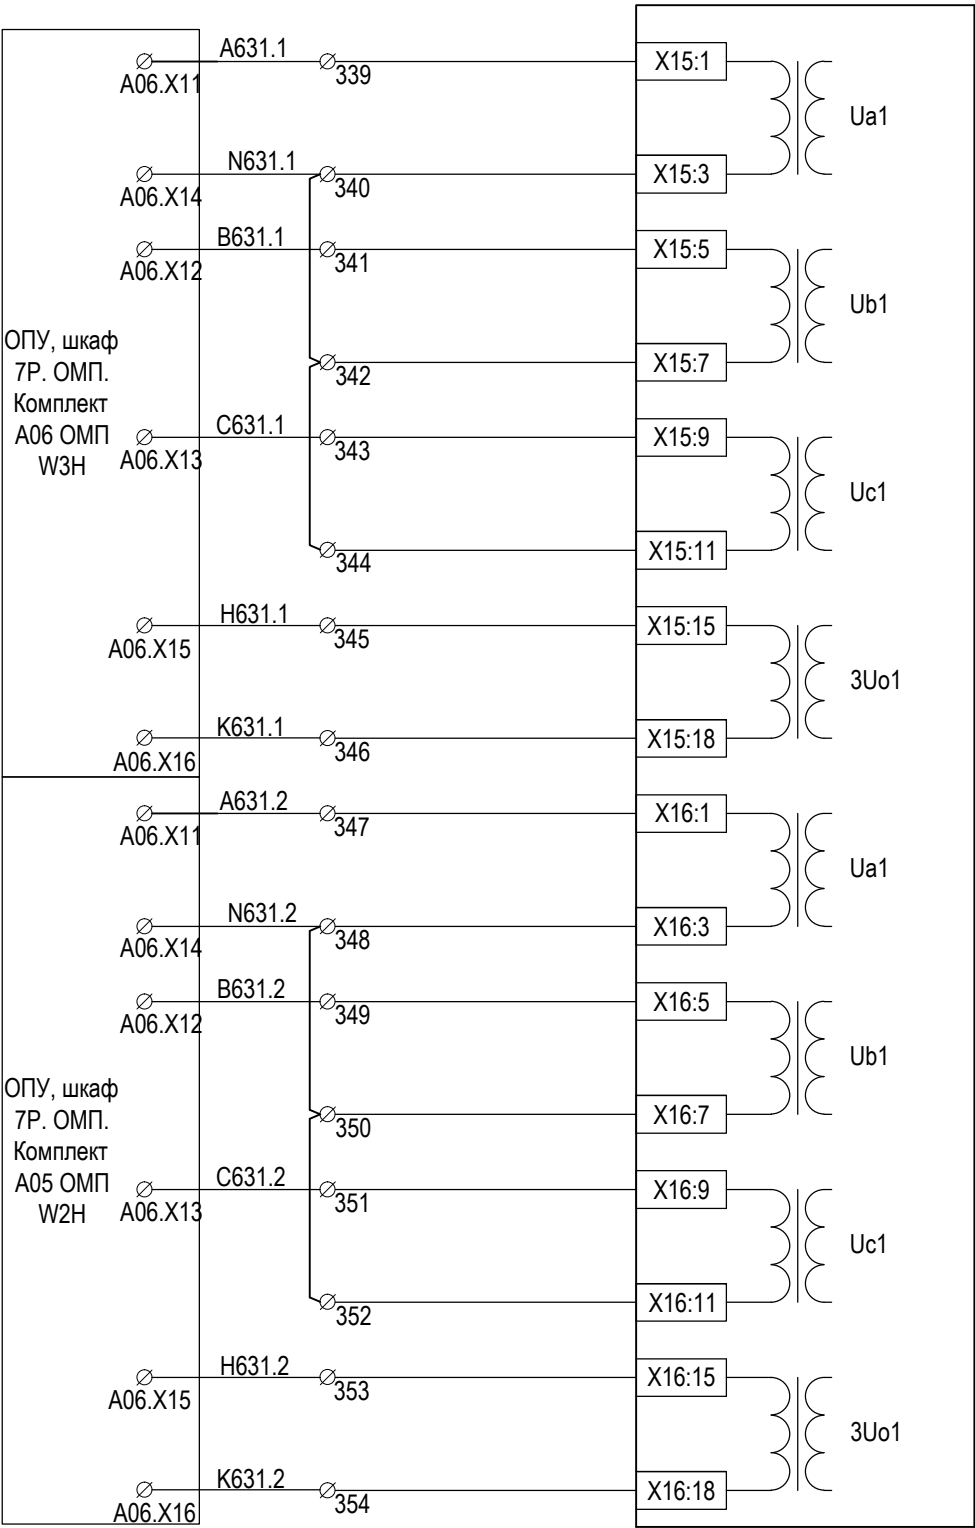 A631.1
X15:1
A06.X11
339
Ua1
N631.1
X15:3
A06.X14
340
B631.1
X15:5
A06.X12
341
Ub1
ОПУ, шкаф
7Р. ОМП.
Комплект
А06 ОМП
W3H
342
X15:7
C631.1
X15:9
A06.X13
343
Uc1
X15:11
344
H631.1
X15:15
A06.X15
345
3Uo1
K631.1
X15:18
A06.X16
346
A631.2
X16:1
A06.X11
347
Ua1
N631.2
X16:3
A06.X14
348
B631.2
X16:5
A06.X12
349
Ub1
ОПУ, шкаф
7Р. ОМП.
Комплект
А05 ОМП
W2H
350
X16:7
C631.2
X16:9
A06.X13
351
Uc1
X16:11
352
H631.2
X16:15
A06.X15
353
3Uo1
K631.2
X16:18
A06.X16
354